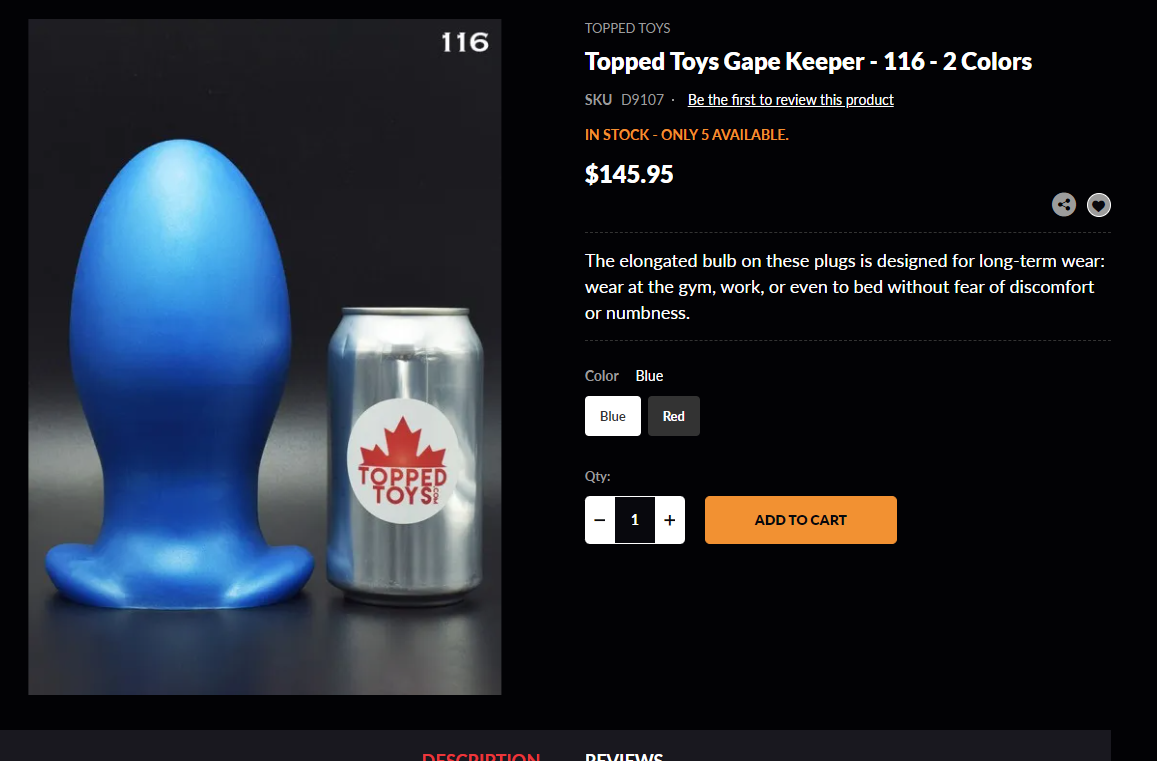 116
TOPPED
TOYS.COM
TOPPED TOYS
Topped Toys Gape Keeper - 116 - 2 Colors
SKU D9107 · Be the first to review this product
IN STOCK - ONLY 5 AVAILABLE.
$145.95
The elongated bulb on these plugs is designed for long-term wear:
wear at the gym, work, or even to bed without fear of discomfort
or numbness.
Color Blue
Blue Red
Qty:
− 1 + ADD TO CART
DESCRIPTION REVIEWS